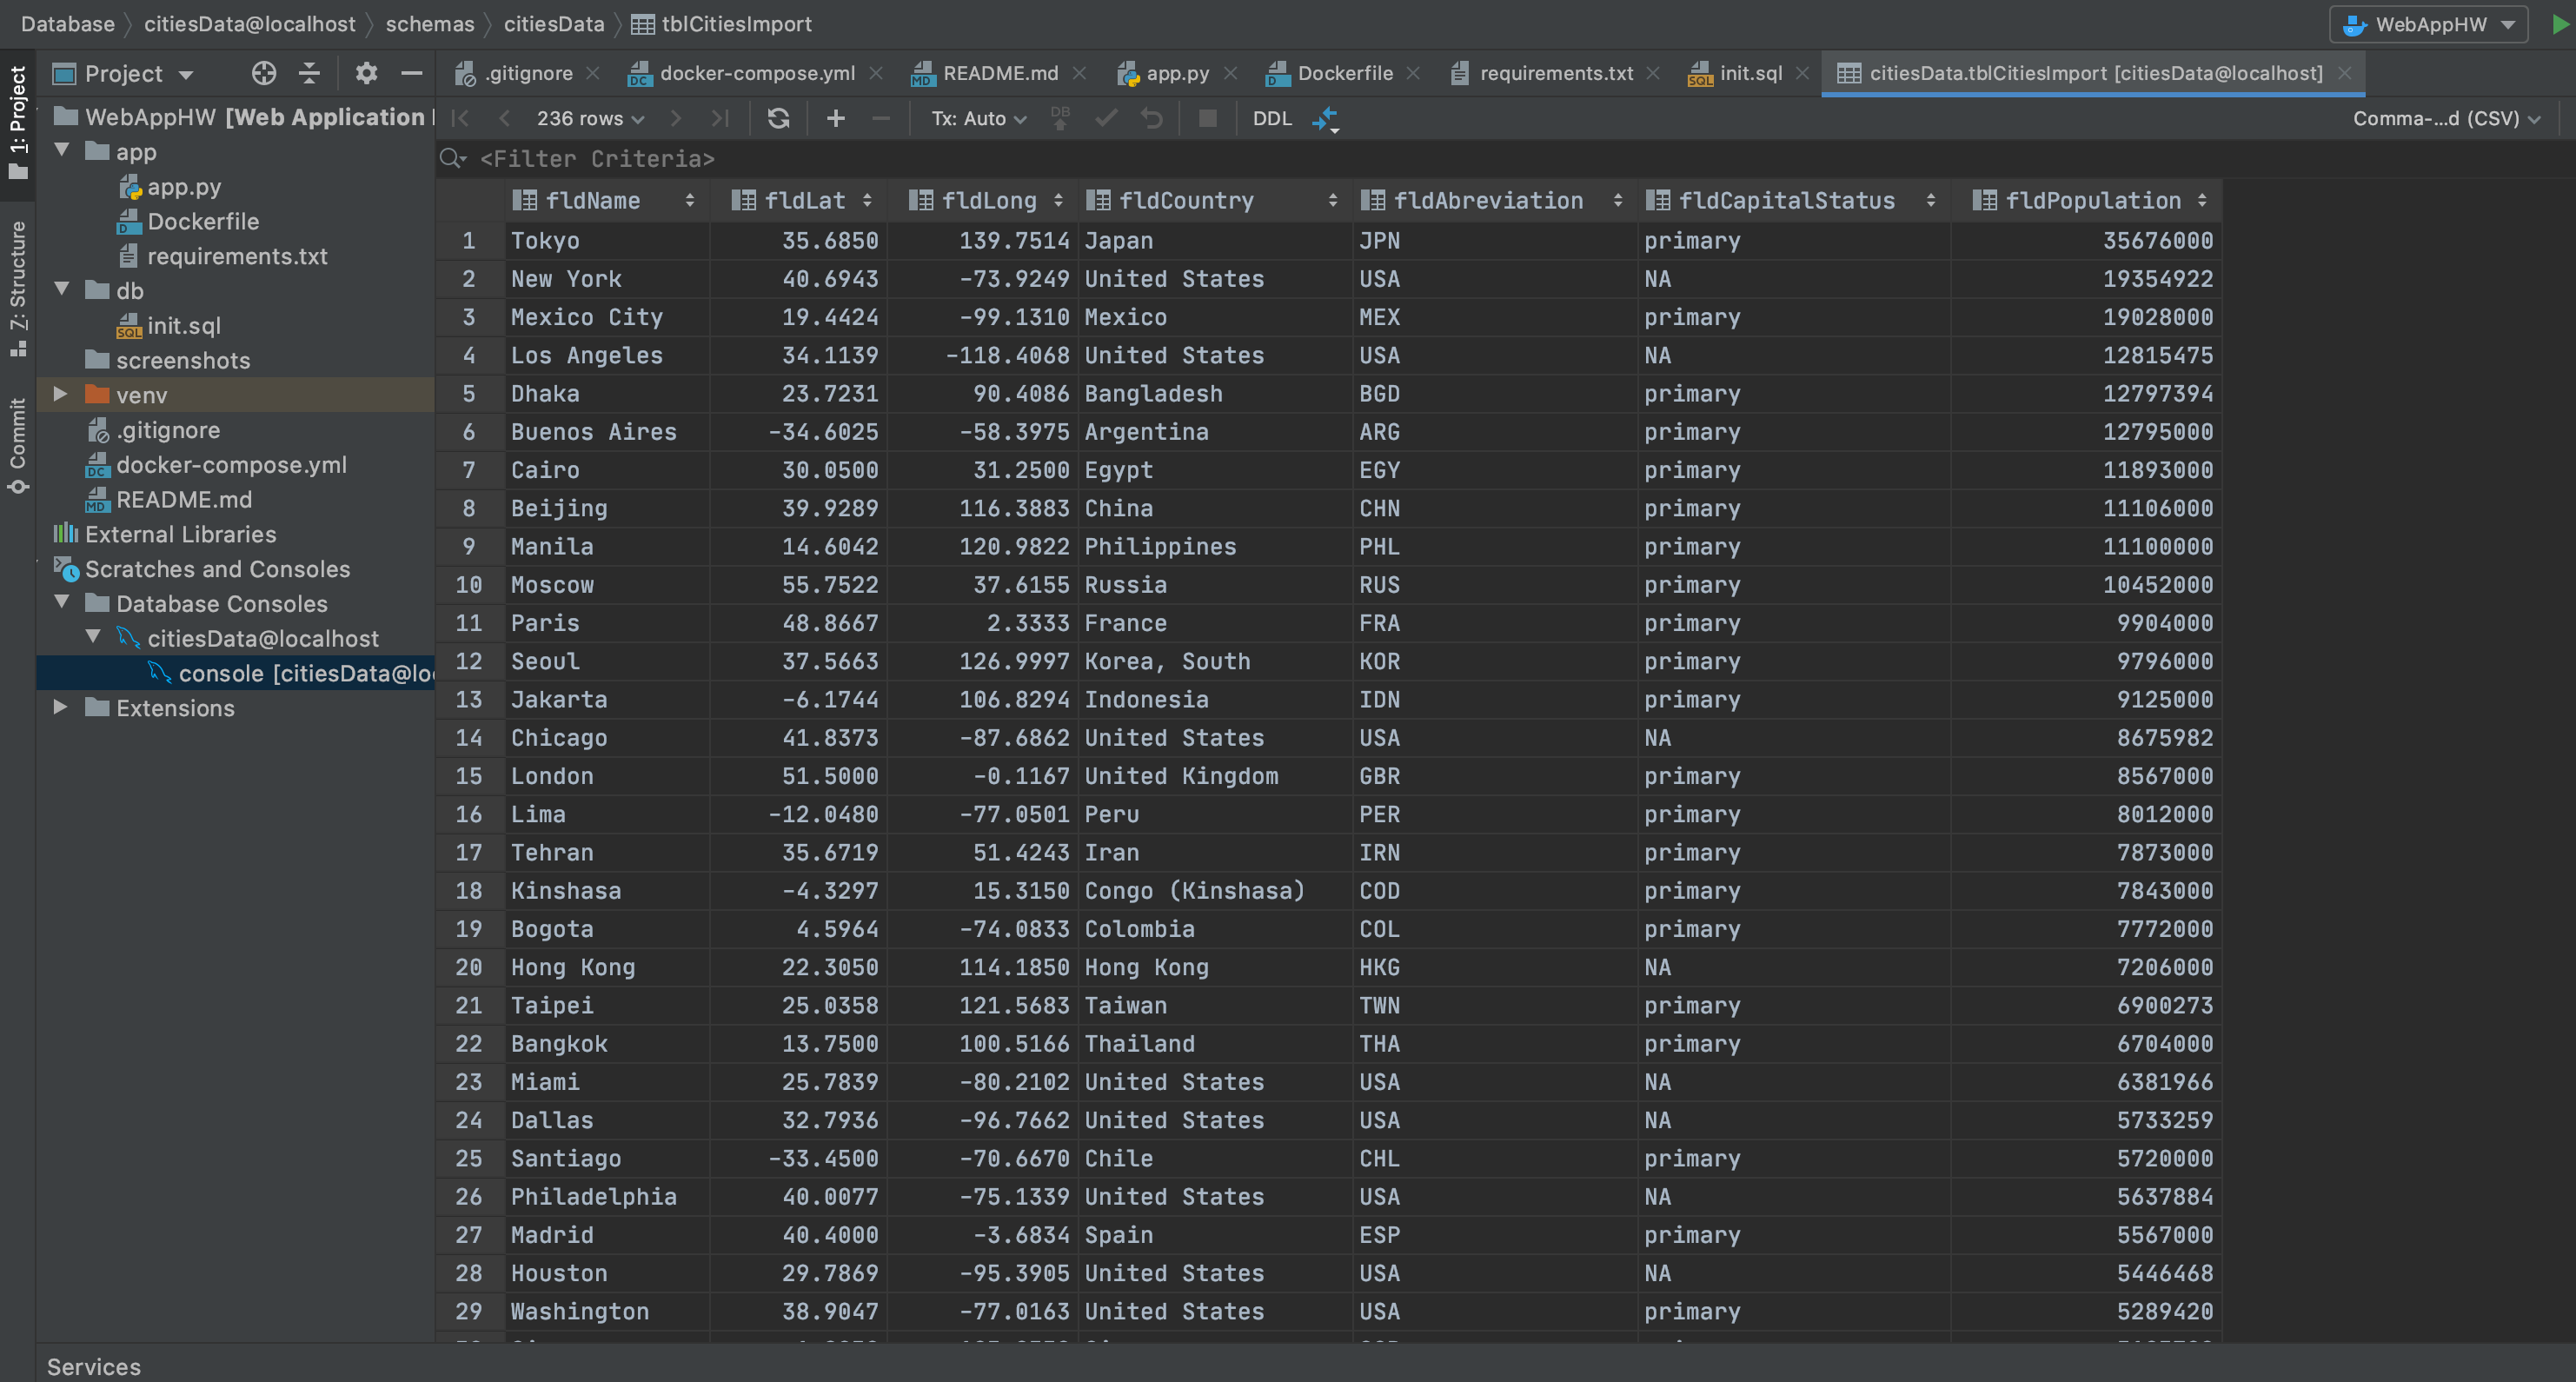 Database citiesData@localhost schemas citiesData tblCitiesImport WebAppHW
1: Project
Z: Structure
Commit
Project
WebAppHW [Web Application
app
app.py
Dockerfile
requirements.txt
db
init.sql
screenshots
venv
.gitignore
docker-compose.yml
README.md
External Libraries
Scratches and Consoles
Database Consoles
citiesData@localhost
console [citiesData@lo
Extensions
.gitignore docker-compose.yml README.md app.py Dockerfile requirements.txt init.sql citiesData.tblCitiesImport [citiesData@localhost]
236 rows Tx: Auto DB DDL Comma-...d (CSV)
<Filter Criteria>
fldName fldLat fldLong fldCountry fldAbreviation fldCapitalStatus fldPopulation
1 Tokyo 35.6850 139.7514 Japan JPN primary 35676000
2 New York 40.6943 -73.9249 United States USA NA 19354922
3 Mexico City 19.4424 -99.1310 Mexico MEX primary 19028000
4 Los Angeles 34.1139 -118.4068 United States USA NA 12815475
5 Dhaka 23.7231 90.4086 Bangladesh BGD primary 12797394
6 Buenos Aires -34.6025 -58.3975 Argentina ARG primary 12795000
7 Cairo 30.0500 31.2500 Egypt EGY primary 11893000
8 Beijing 39.9289 116.3883 China CHN primary 11106000
9 Manila 14.6042 120.9822 Philippines PHL primary 11100000
10 Moscow 55.7522 37.6155 Russia RUS primary 10452000
11 Paris 48.8667 2.3333 France FRA primary 9904000
12 Seoul 37.5663 126.9997 Korea, South KOR primary 9796000
13 Jakarta -6.1744 106.8294 Indonesia IDN primary 9125000
14 Chicago 41.8373 -87.6862 United States USA NA 8675982
15 London 51.5000 -0.1167 United Kingdom GBR primary 8567000
16 Lima -12.0480 -77.0501 Peru PER primary 8012000
17 Tehran 35.6719 51.4243 Iran IRN primary 7873000
18 Kinshasa -4.3297 15.3150 Congo (Kinshasa) COD primary 7843000
19 Bogota 4.5964 -74.0833 Colombia COL primary 7772000
20 Hong Kong 22.3050 114.1850 Hong Kong HKG NA 7206000
21 Taipei 25.0358 121.5683 Taiwan TWN primary 6900273
22 Bangkok 13.7500 100.5166 Thailand THA primary 6704000
23 Miami 25.7839 -80.2102 United States USA NA 6381966
24 Dallas 32.7936 -96.7662 United States USA NA 5733259
25 Santiago -33.4500 -70.6670 Chile CHL primary 5720000
26 Philadelphia 40.0077 -75.1339 United States USA NA 5637884
27 Madrid 40.4000 -3.6834 Spain ESP primary 5567000
28 Houston 29.7869 -95.3905 United States USA NA 5446468
29 Washington 38.9047 -77.0163 United States USA primary 5289420
Services